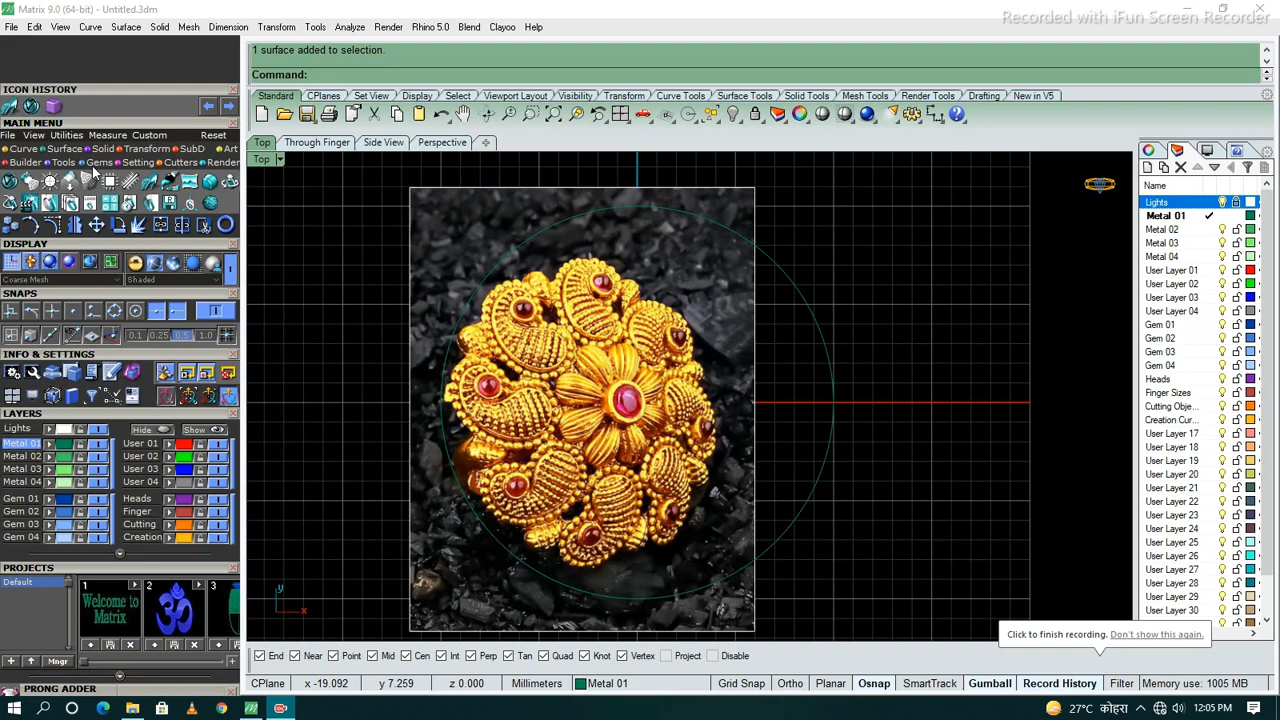 Matrix 9.0 (64-bit) - Untitled.3dm
Recorded with iFun Screen Recorder
File Edit View Curve Surface Solid Mesh Dimension Transform Tools Analyze Render Rhino 5.0 Blend Clayoo Help
1 surface added to selection.
Command:
ICON HISTORY
MAIN MENU
File View Utilities Measure Custom Reset
Curve Surface Solid Transform SubD Art
Builder Tools Gems Setting Cutters Render
Standard CPlanes Set View Display Select Viewport Layout Visibility Transform Curve Tools Surface Tools Solid Tools Mesh Tools Render Tools Drafting New in V5
Top Through Finger Side View Perspective
Top
DISPLAY
Coarse Mesh Shaded
SNAPS
0.1 0.25 0.5 1.0
INFO & SETTINGS
LAYERS
Lights Hide Show
Metal 01 User 01
Metal 02 User 02
Metal 03 User 03
Metal 04 User 04
Gem 01 Heads
Gem 02 Finger
Gem 03 Cutting
Gem 04 Creation
PROJECTS
Default
1 2 3
Welcome to Matrix
ॐ
Mngr
PRONG ADDER
y
x
Name
Lights
Metal 01
Metal 02
Metal 03
Metal 04
User Layer 01
User Layer 02
User Layer 03
User Layer 04
Gem 01
Gem 02
Gem 03
Gem 04
Heads
Finger Sizes
Cutting Obje...
Creation Cur...
User Layer 17
User Layer 18
User Layer 19
User Layer 20
User Layer 21
User Layer 22
User Layer 23
User Layer 24
User Layer 25
User Layer 26
User Layer 27
User Layer 28
User Layer 29
User Layer 30
Click to finish recording. Don't show this again.
End Near Point Mid Cen Int Perp Tan Quad Knot Vertex Project Disable
CPlane x -19.092 y 7.259 z 0.000 Millimeters Metal 01 Grid Snap Ortho Planar Osnap SmartTrack Gumball Record History Filter Memory use: 1005 MB
27°C कोहरा 12:05 PM